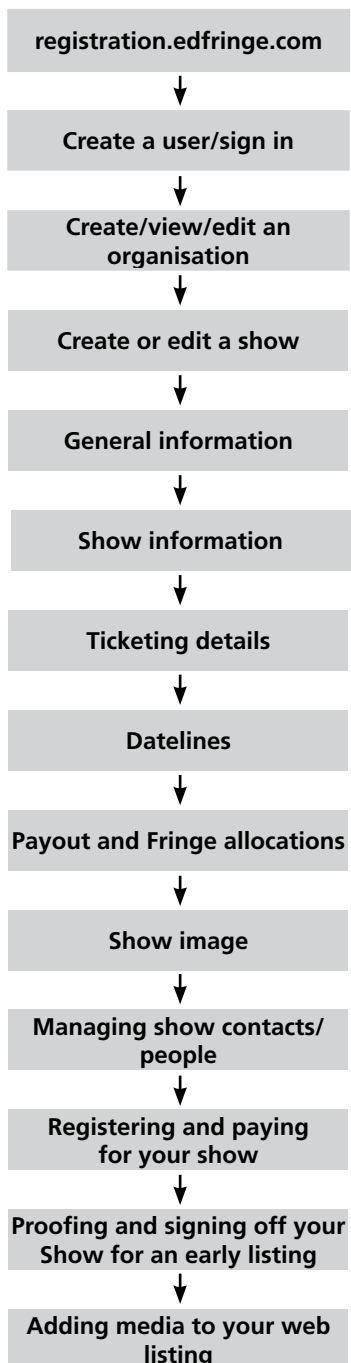 registration.edfringe.com
Create a user/sign in
Create/view/edit an
organisation
Create or edit a show
General information
Show information
Ticketing details
Datelines
Payout and Fringe allocations
Show image
Managing show contacts/
people
Registering and paying
for your show
Proofing and signing off your
Show for an early listing
Adding media to your web
listing